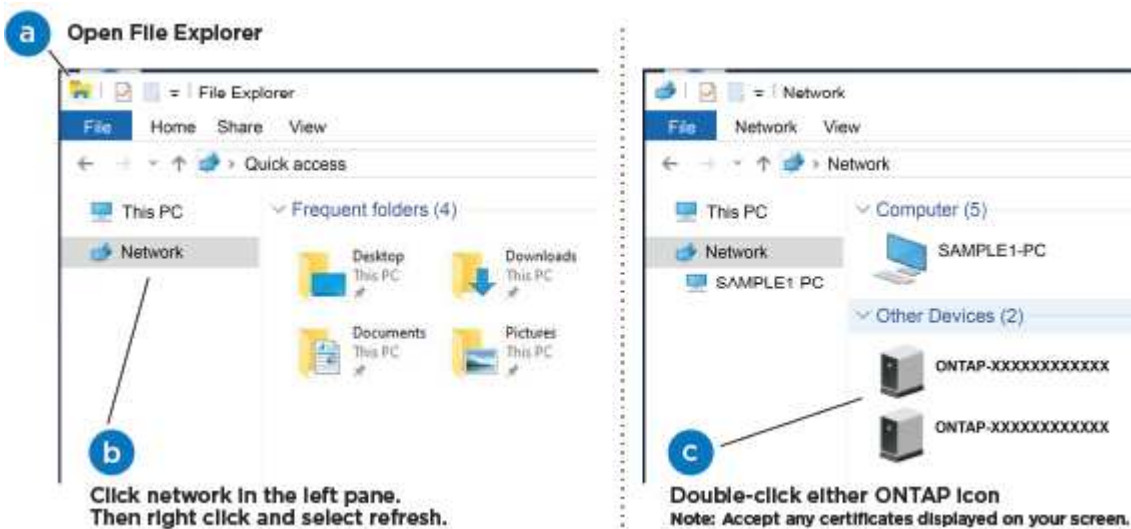 a
Open File Explorer
File Explorer
File Home Share View
Quick access
This PC
Network
Frequent folders (4)
Desktop
This PC
Downloads
This PC
Documents
This PC
Pictures
This PC
b
Click network in the left pane.
Then right click and select refresh.
Network
File Network View
Network
This PC
Network
SAMPLE1 PC
Computer (5)
SAMPLE1-PC
Other Devices (2)
ONTAP-XXXXXXXXXXXX
ONTAP-XXXXXXXXXXXX
c
Double-click either ONTAP icon
Note: Accept any certificates displayed on your screen.